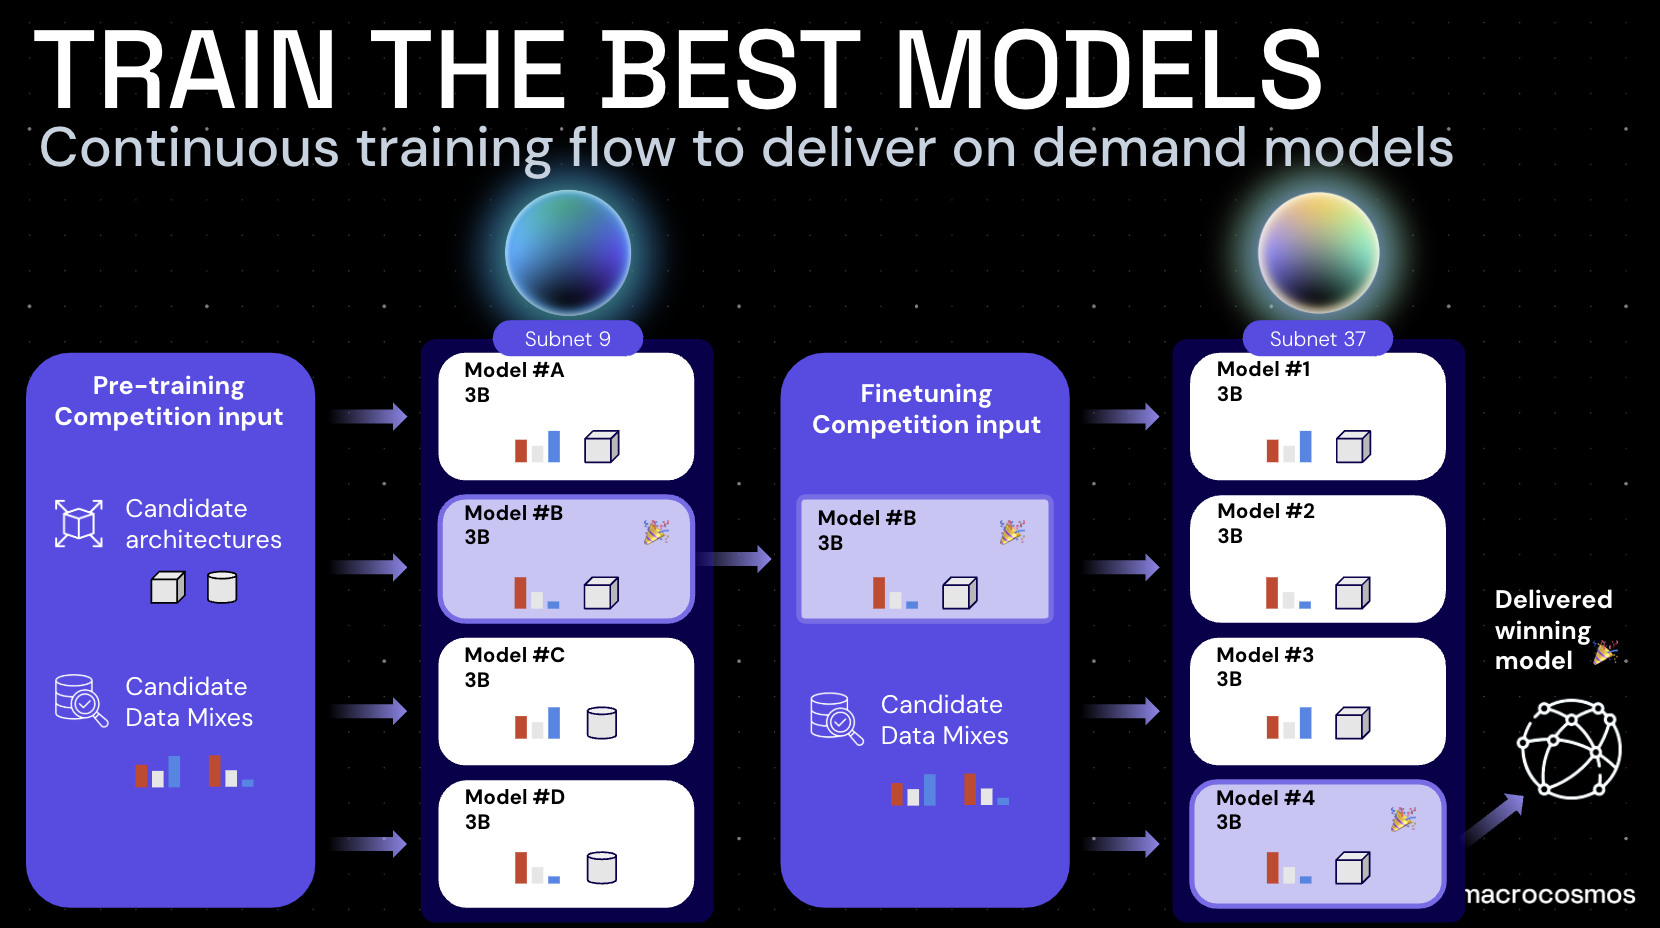 TRAIN THE BEST MODELS
Continuous training flow to deliver on demand models
Subnet 9
Subnet 37
Pre-training
Competition input
Candidate
architectures
Candidate
Data Mixes
Model #A
3B
Model #B
3B
Model #C
3B
Model #D
3B
Finetuning
Competition input
Model #B
3B
Candidate
Data Mixes
Model #1
3B
Model #2
3B
Model #3
3B
Model #4
3B
Delivered
winning
model
macrocosmos